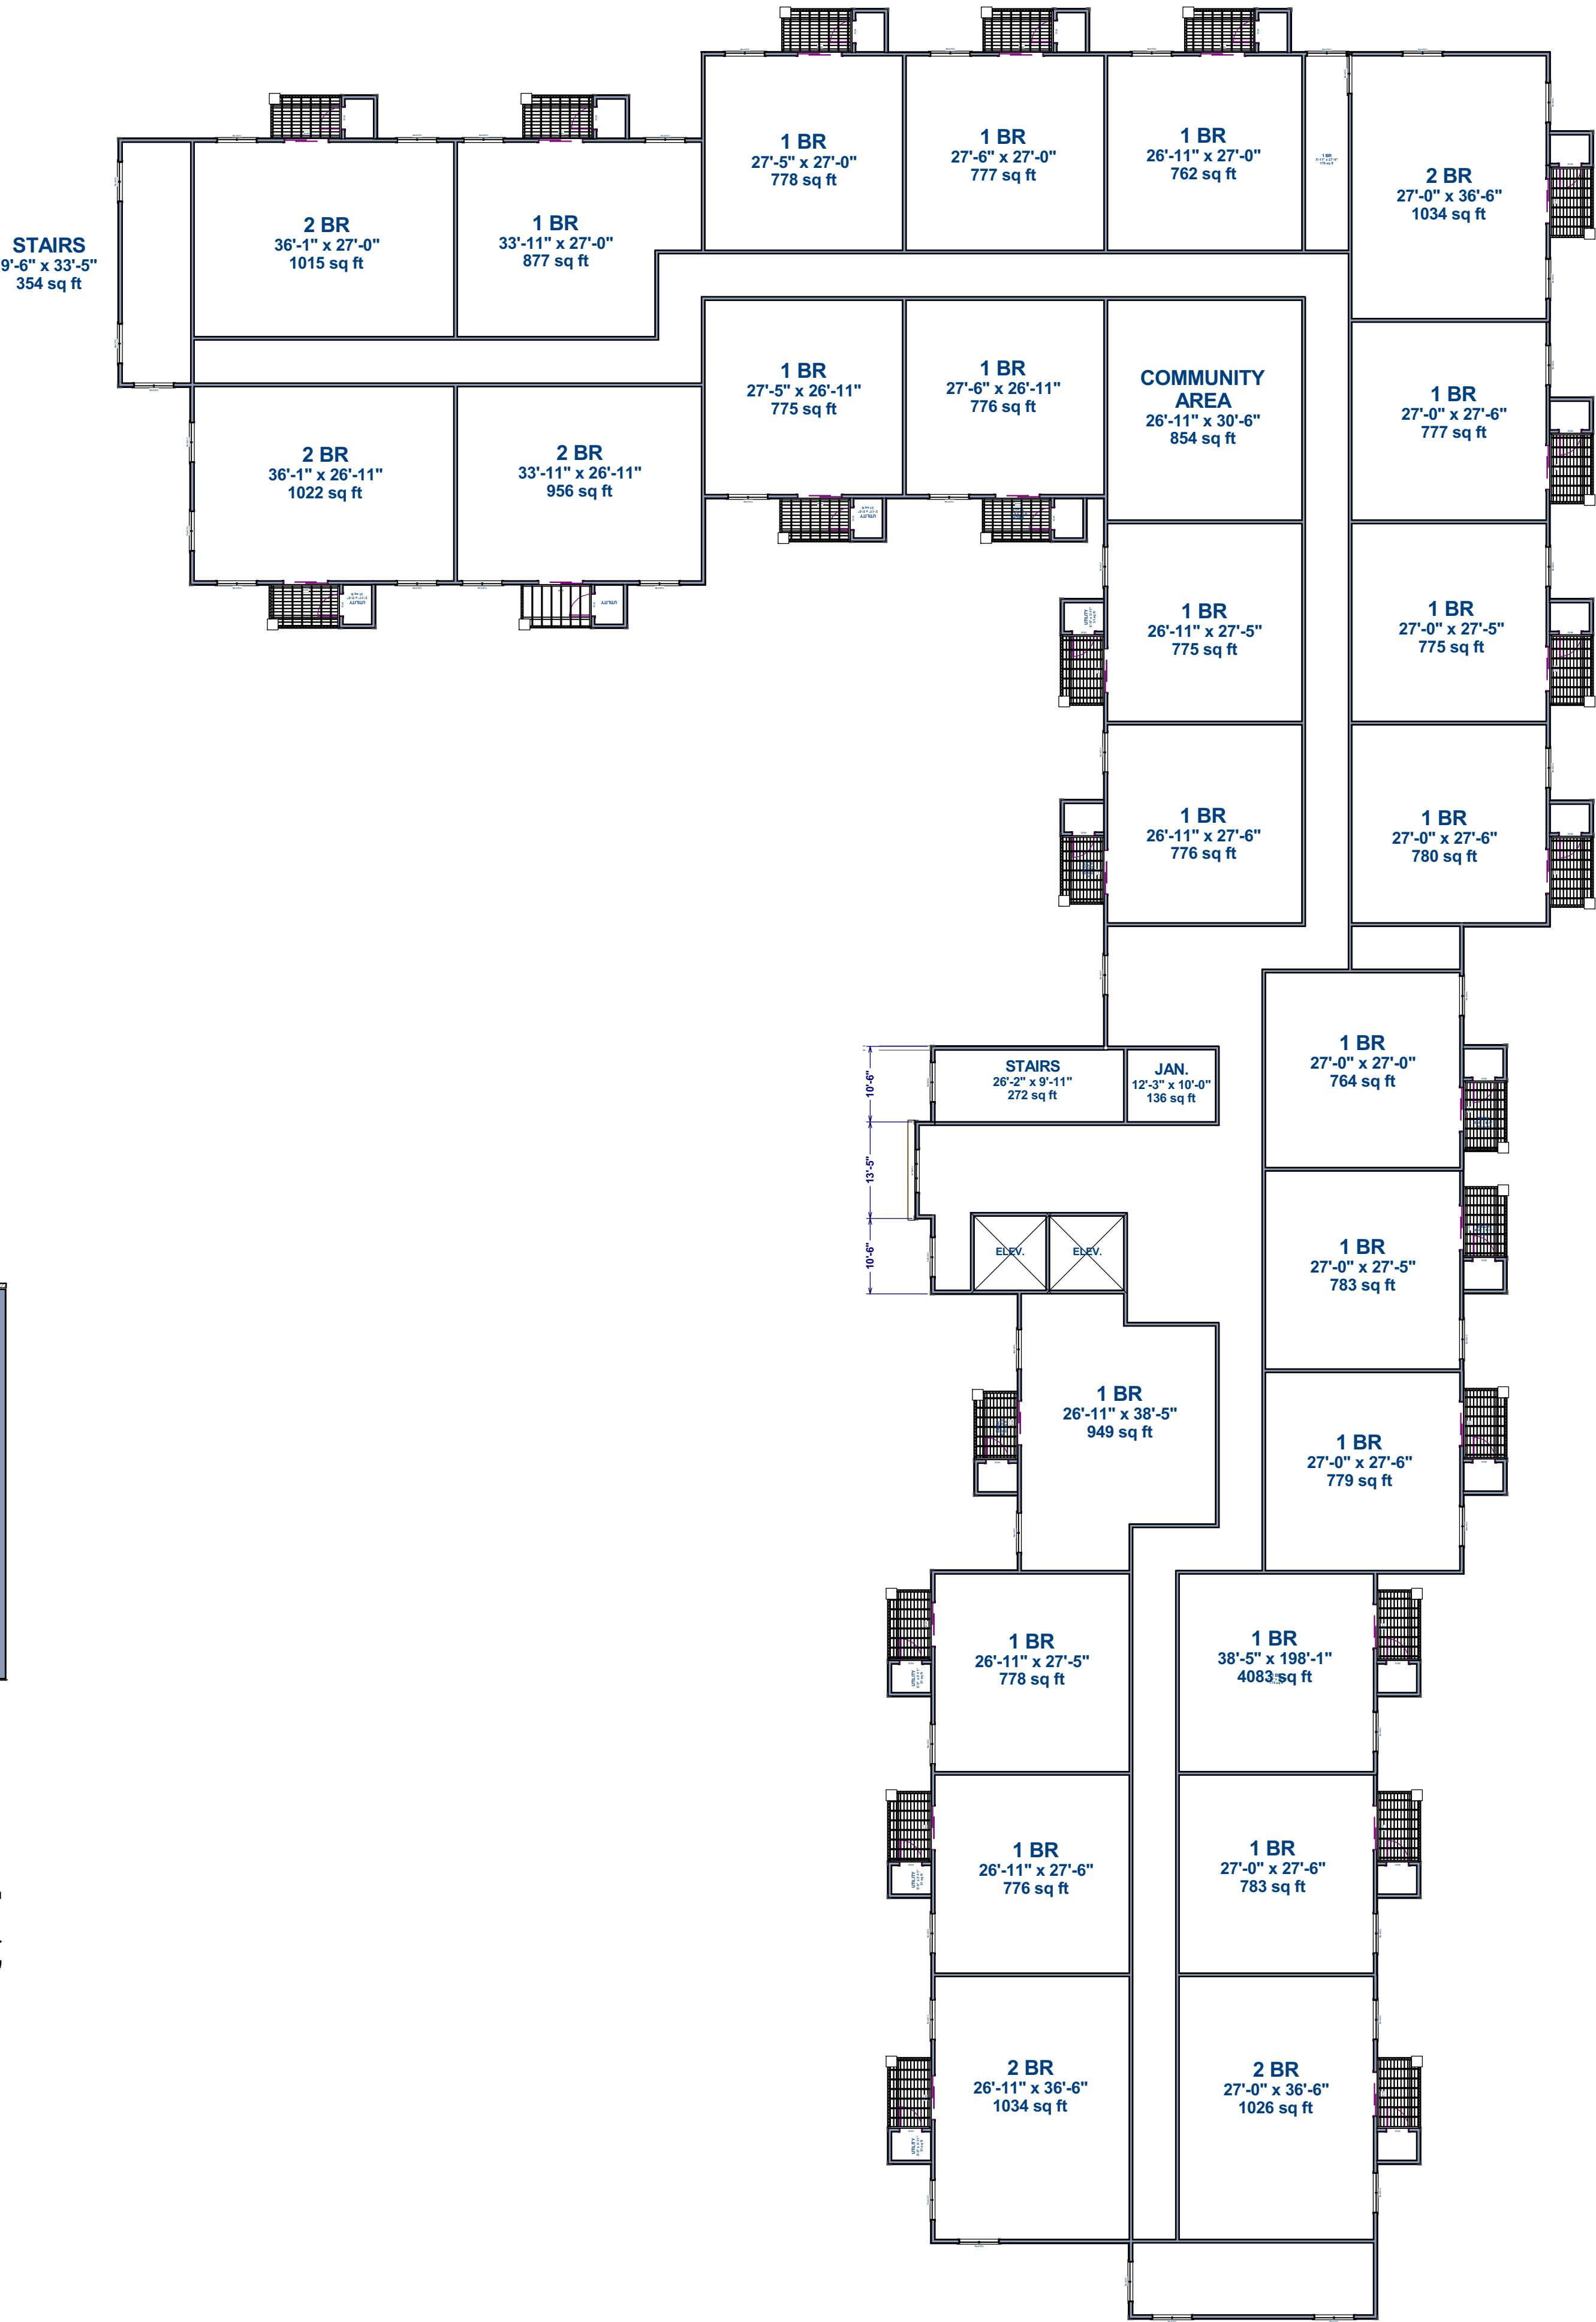 1 BR
27'-5" x 27'-0"
778 sq ft
1 BR
27'-6" x 27'-0"
777 sq ft
1 BR
26'-11" x 27'-0"
762 sq ft
1 BR
2 BR
27'-0" x 36'-6"
1034 sq ft
STAIRS
9'-6" x 33'-5"
354 sq ft
2 BR
36'-1" x 27'-0"
1015 sq ft
1 BR
33'-11" x 27'-0"
877 sq ft
1 BR
27'-5" x 26'-11"
775 sq ft
1 BR
27'-6" x 26'-11"
776 sq ft
COMMUNITY
AREA
26'-11" x 30'-6"
854 sq ft
1 BR
27'-0" x 27'-6"
777 sq ft
2 BR
36'-1" x 26'-11"
1022 sq ft
2 BR
33'-11" x 26'-11"
956 sq ft
UTILITY
UTILITY
UTILITY
UTILITY
1 BR
26'-11" x 27'-5"
775 sq ft
1 BR
27'-0" x 27'-5"
775 sq ft
1 BR
26'-11" x 27'-6"
776 sq ft
1 BR
27'-0" x 27'-6"
780 sq ft
1 BR
27'-0" x 27'-0"
764 sq ft
10'-6"
STAIRS
26'-2" x 9'-11"
272 sq ft
JAN.
12'-3" x 10'-0"
136 sq ft
13'-5"
10'-6"
ELEV.
ELEV.
1 BR
27'-0" x 27'-5"
783 sq ft
1 BR
26'-11" x 38'-5"
949 sq ft
1 BR
27'-0" x 27'-6"
779 sq ft
1 BR
26'-11" x 27'-5"
778 sq ft
UTILITY
1 BR
38'-5" x 198'-1"
4083 sq ft
1 BR
26'-11" x 27'-6"
776 sq ft
UTILITY
1 BR
27'-0" x 27'-6"
783 sq ft
2 BR
26'-11" x 36'-6"
1034 sq ft
UTILITY
2 BR
27'-0" x 36'-6"
1026 sq ft